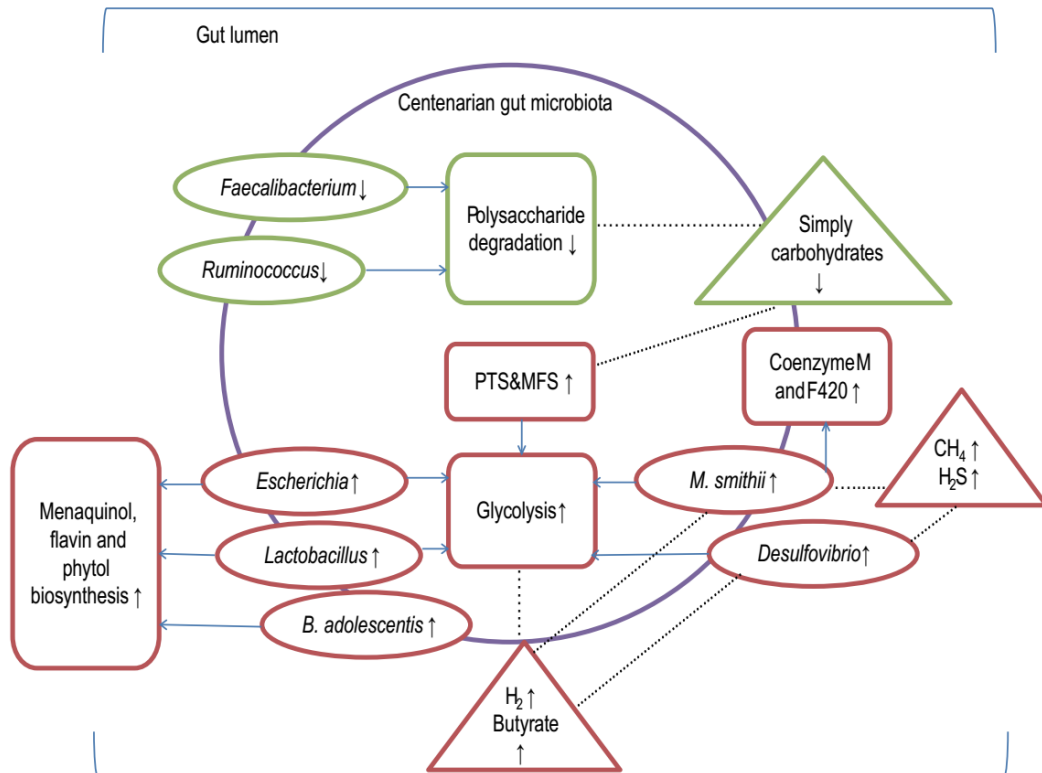 Gut lumen
Centenarian gut microbiota
Faecalibacterium↓
Ruminococcus↓
Polysaccharide
degradation ↓
Simply
carbohydrates
↓
PTS&MFS ↑
Coenzyme M
and F420 ↑
CH₄ ↑
H₂S ↑
Escherichia↑
Lactobacillus ↑
B. adolescentis ↑
Menaquinol,
flavin and
phytol
biosynthesis ↑
Glycolysis↑
M. smithii ↑
Desulfovibrio↑
H₂ ↑
Butyrate
↑